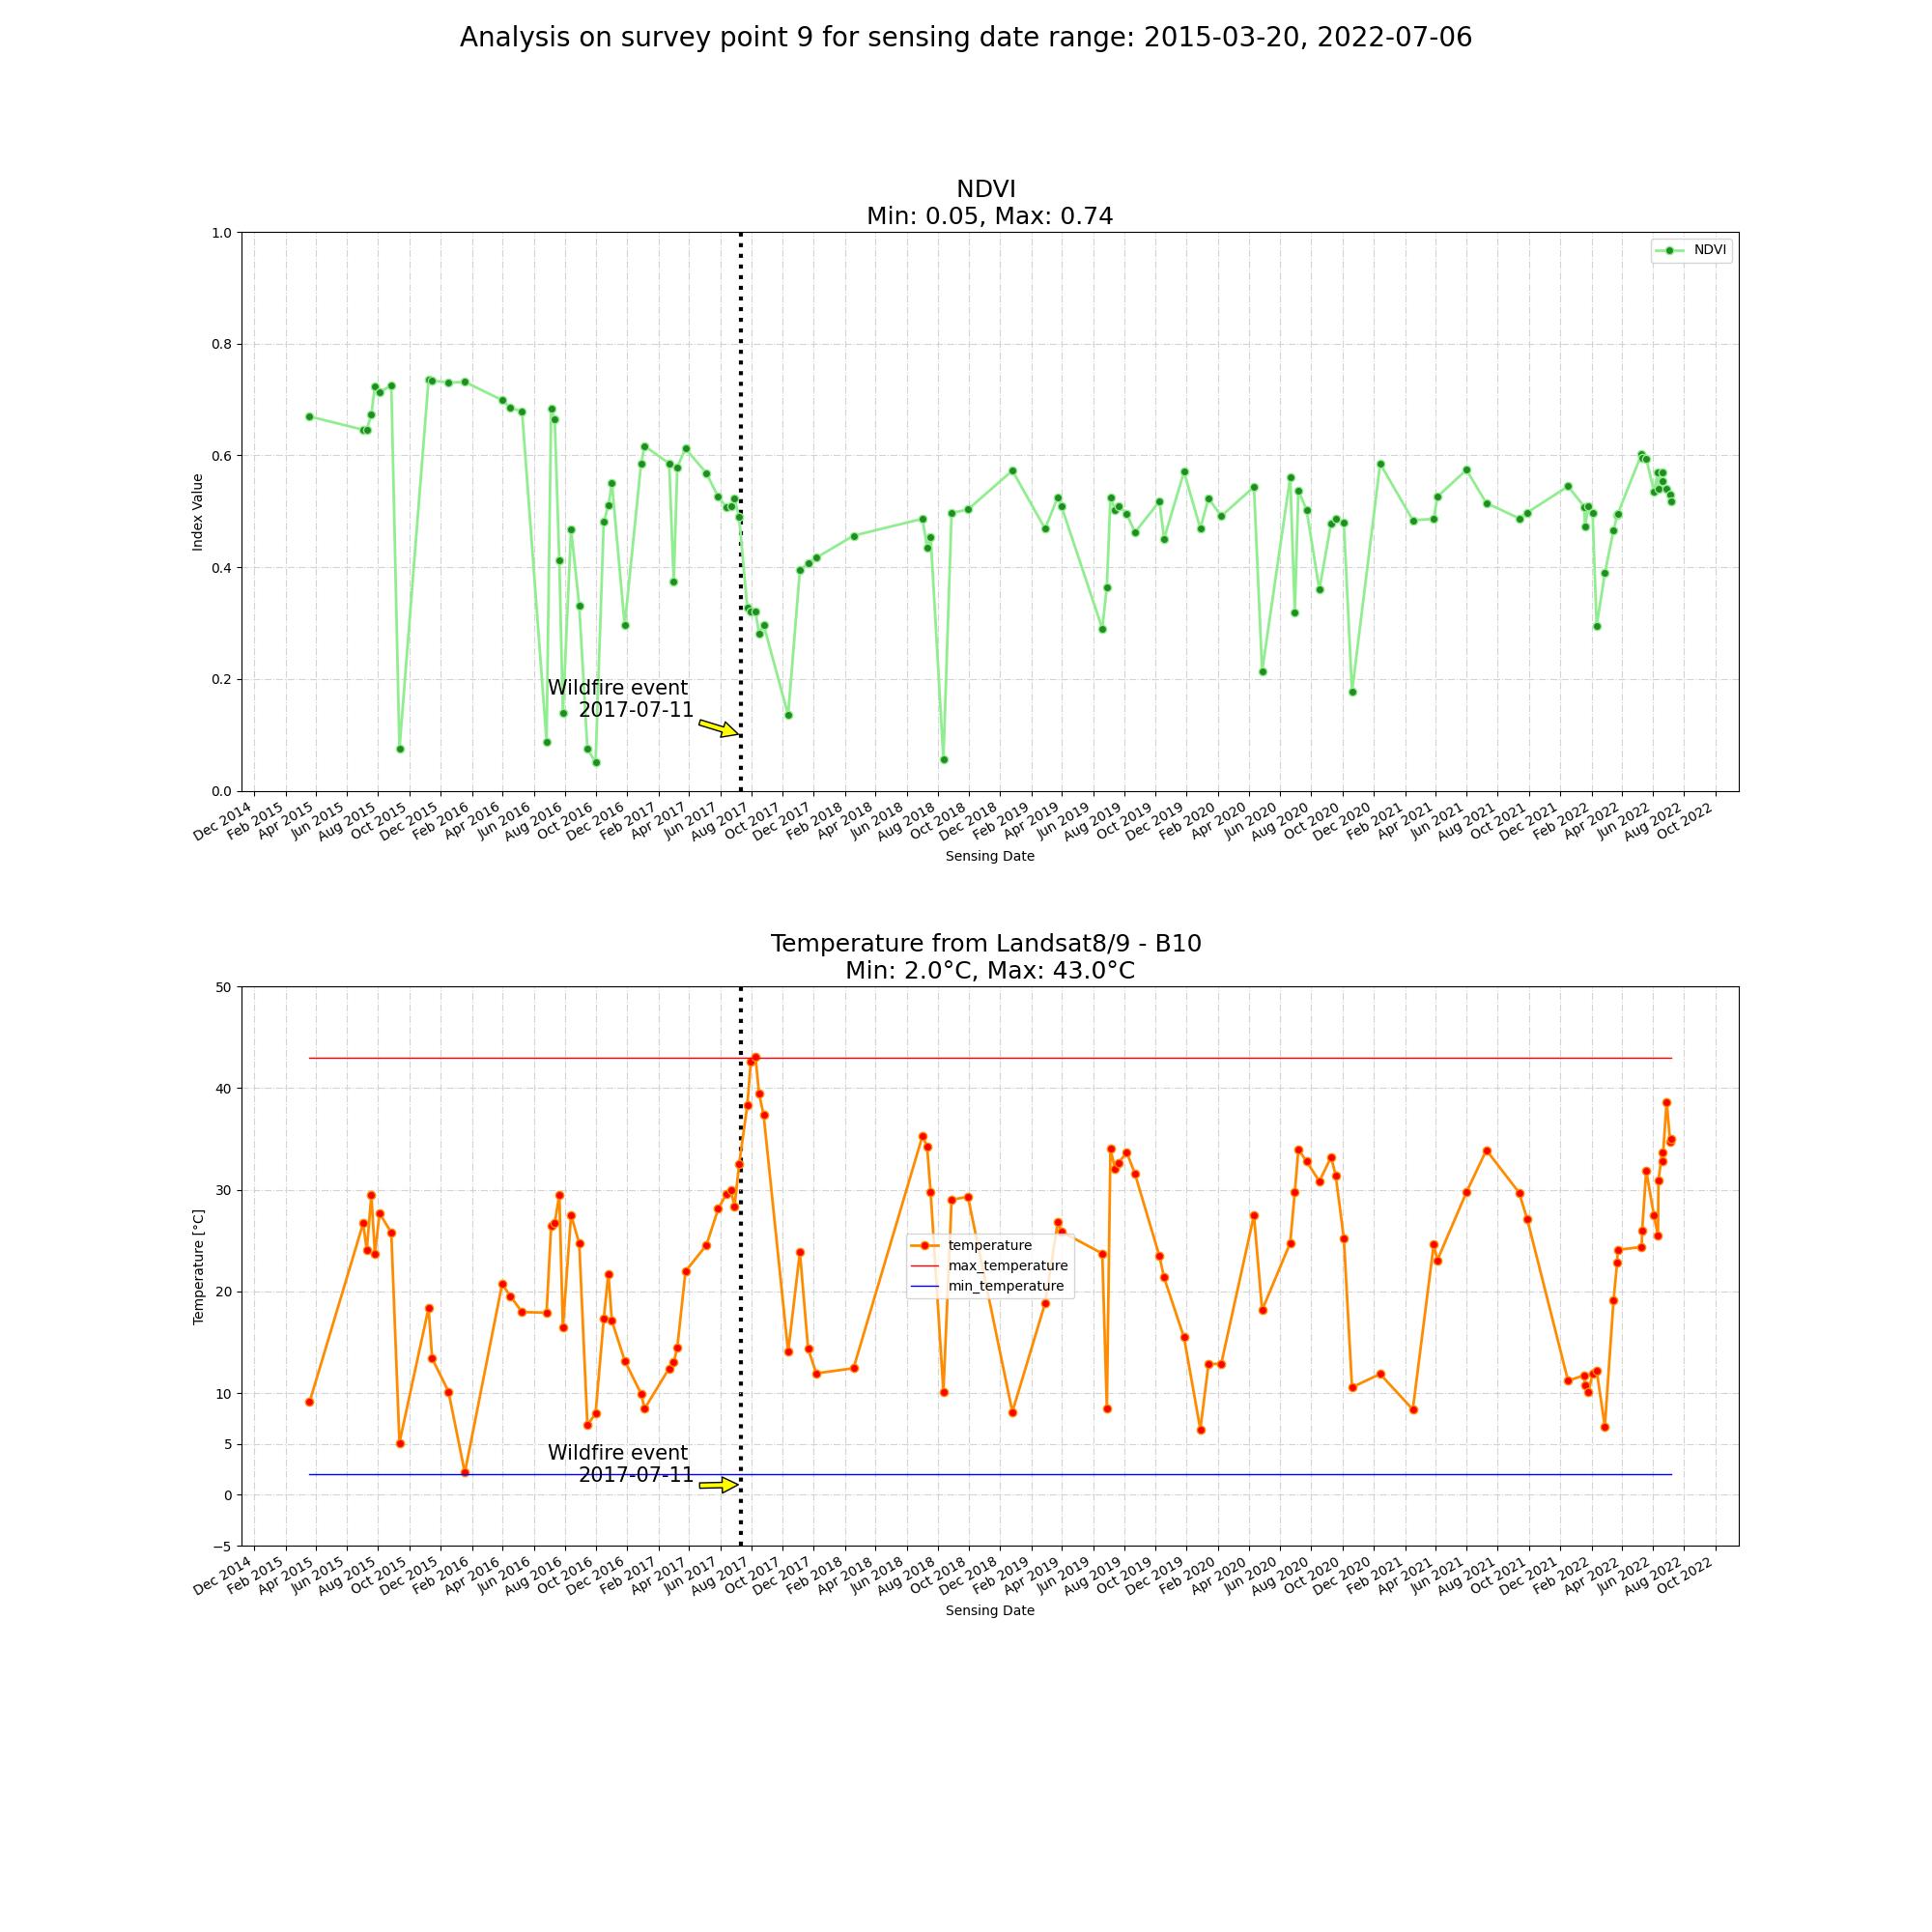 Analysis on survey point 9 for sensing date range: 2015-03-20, 2022-07-06
NDVI
Min: 0.05, Max: 0.74
1.0
0.8
0.6
0.4
0.2
0.0
Index Value
NDVI
Wildfire event
2017-07-11
Dec 2014
Feb 2015
Apr 2015
Jun 2015
Aug 2015
Oct 2015
Dec 2015
Feb 2016
Apr 2016
Jun 2016
Aug 2016
Oct 2016
Dec 2016
Feb 2017
Apr 2017
Jun 2017
Aug 2017
Oct 2017
Dec 2017
Feb 2018
Apr 2018
Jun 2018
Aug 2018
Oct 2018
Dec 2018
Feb 2019
Apr 2019
Jun 2019
Aug 2019
Oct 2019
Dec 2019
Feb 2020
Apr 2020
Jun 2020
Aug 2020
Oct 2020
Dec 2020
Feb 2021
Apr 2021
Jun 2021
Aug 2021
Oct 2021
Dec 2021
Feb 2022
Apr 2022
Jun 2022
Aug 2022
Oct 2022
Sensing Date
Temperature from Landsat8/9 - B10
Min: 2.0°C, Max: 43.0°C
50
40
30
20
10
5
0
−5
Temperature [°C]
temperature
max_temperature
min_temperature
Wildfire event
2017-07-11
Dec 2014
Feb 2015
Apr 2015
Jun 2015
Aug 2015
Oct 2015
Dec 2015
Feb 2016
Apr 2016
Jun 2016
Aug 2016
Oct 2016
Dec 2016
Feb 2017
Apr 2017
Jun 2017
Aug 2017
Oct 2017
Dec 2017
Feb 2018
Apr 2018
Jun 2018
Aug 2018
Oct 2018
Dec 2018
Feb 2019
Apr 2019
Jun 2019
Aug 2019
Oct 2019
Dec 2019
Feb 2020
Apr 2020
Jun 2020
Aug 2020
Oct 2020
Dec 2020
Feb 2021
Apr 2021
Jun 2021
Aug 2021
Oct 2021
Dec 2021
Feb 2022
Apr 2022
Jun 2022
Aug 2022
Oct 2022
Sensing Date